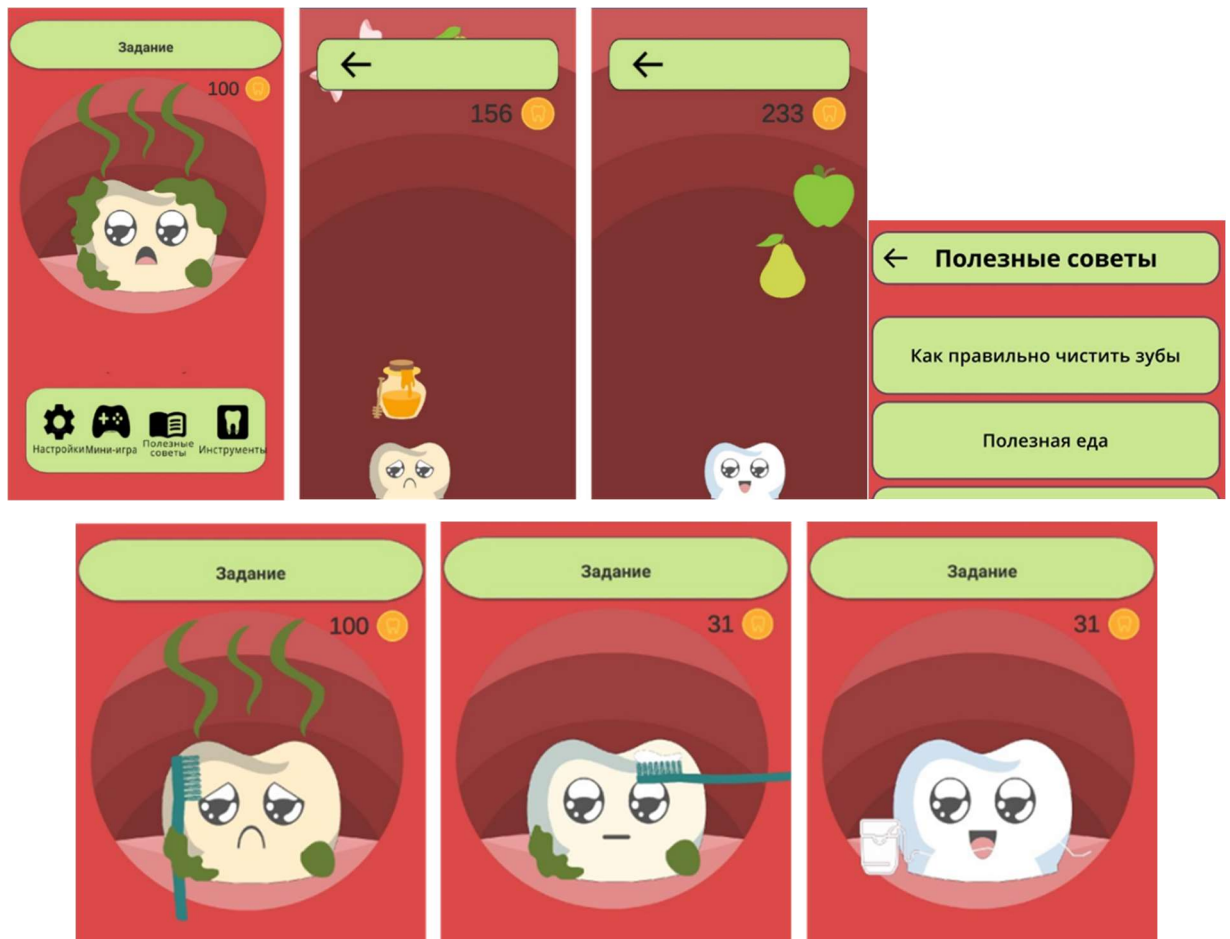 Задание
100
Настройки
Мини-игра
Полезные
советы
Инструменты
156
233
Полезные советы
Как правильно чистить зубы
Полезная еда
Задание
100
Задание
31
Задание
31